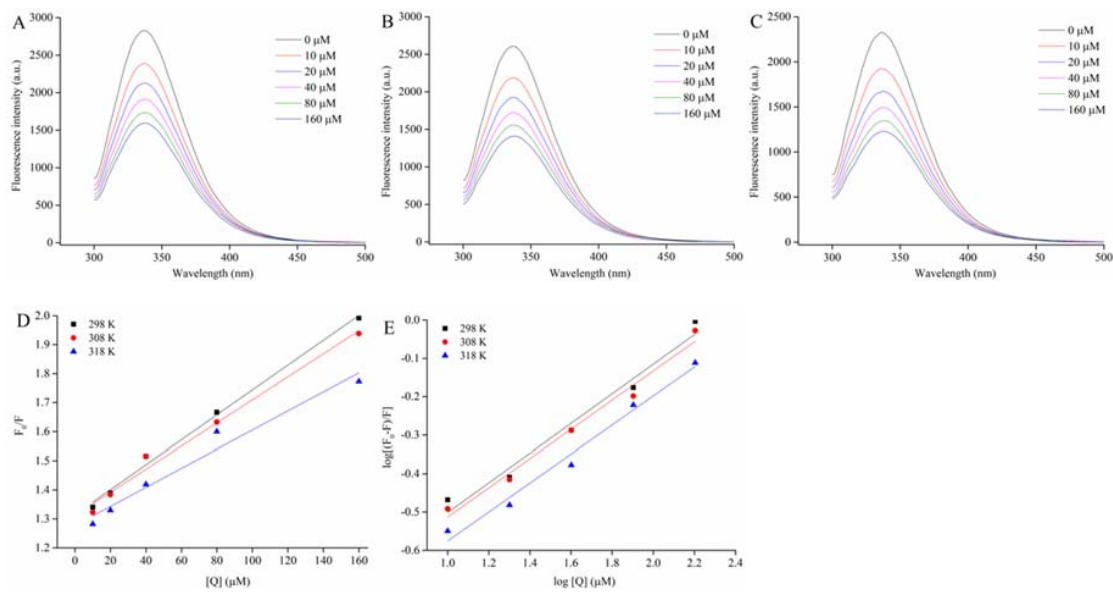 A
3000
2500
2000
1500
1000
500
0
Fluorescence intensity (a.u.)
0 μM
10 μM
20 μM
40 μM
80 μM
160 μM
300 350 400 450 500
Wavelength (nm)
B
3000
2500
2000
1500
1000
500
0
Fluorescence intensity (a.u.)
0 μM
10 μM
20 μM
40 μM
80 μM
160 μM
300 350 400 450 500
Wavelength (nm)
C
2500
2000
1500
1000
500
0
Fluorescence intensity (a.u.)
0 μM
10 μM
20 μM
40 μM
80 μM
160 μM
300 350 400 450 500
Wavelength (nm)
D
2.0
1.9
1.8
1.7
1.6
1.5
1.4
1.3
1.2
F₀/F
298 K
308 K
318 K
0 20 40 60 80 100 120 140 160
[Q] (μM)
E
0.0
-0.1
-0.2
-0.3
-0.4
-0.5
-0.6
log[(F₀-F)/F]
298 K
308 K
318 K
1.0 1.2 1.4 1.6 1.8 2.0 2.2 2.4
log [Q] (μM)